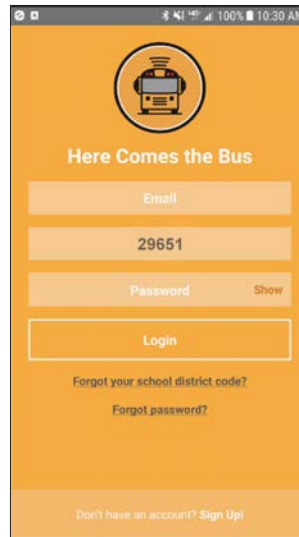 100% 10:30 AM
Here Comes the Bus
Email
29651
Password Show
Login
Forgot your school district code?
Forgot password?
Don't have an account? Sign Up!